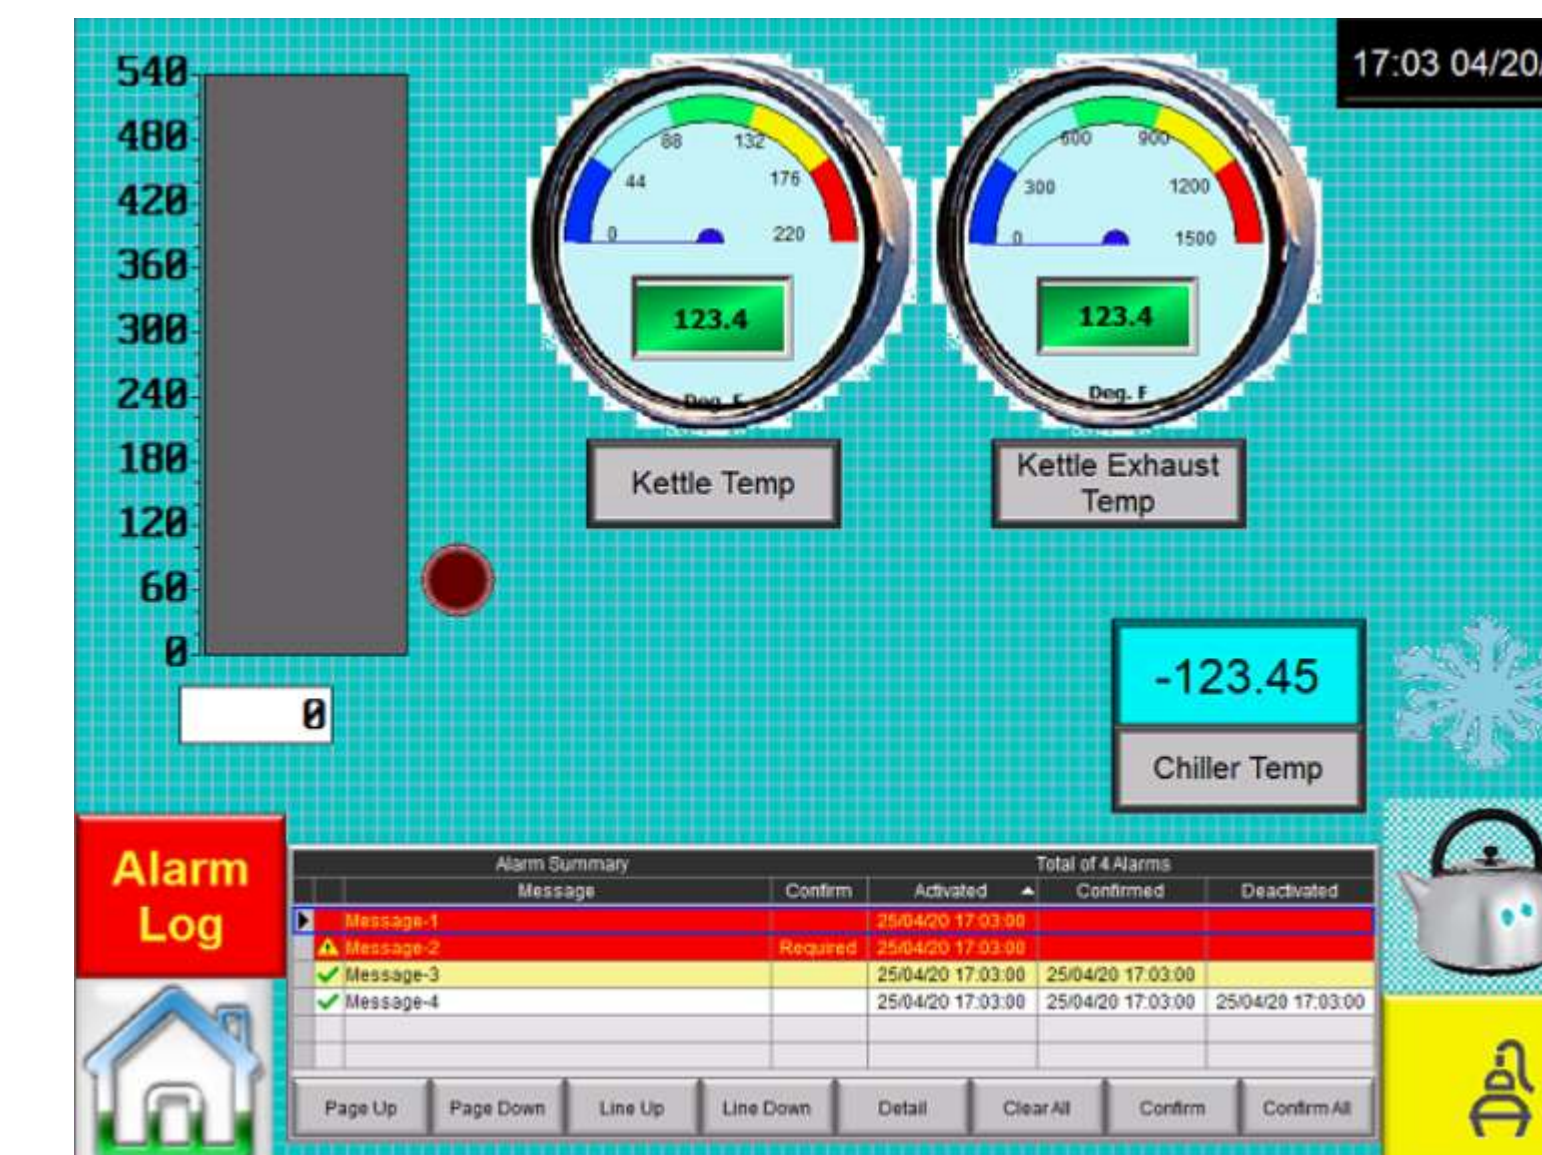 17:03 04/20/
540
480
420
360
300
240
180
120
60
0
0
88 132
44 176
0 220
123.4
Deg. F
Kettle Temp
600 900
300 1200
0 1500
123.4
Deg. F
Kettle Exhaust
Temp
-123.45
Chiller Temp
Alarm
Log
Alarm Summary Total of 4 Alarms
Message Confirm Activated Confirmed Deactivated
Message-1 25/04/20 17:03:00
Message-2 Required 25/04/20 17:03:00
Message-3 25/04/20 17:03:00 25/04/20 17:03:00
Message-4 25/04/20 17:03:00 25/04/20 17:03:00 25/04/20 17:03:00
Page Up Page Down Line Up Line Down Detail Clear All Confirm Confirm All